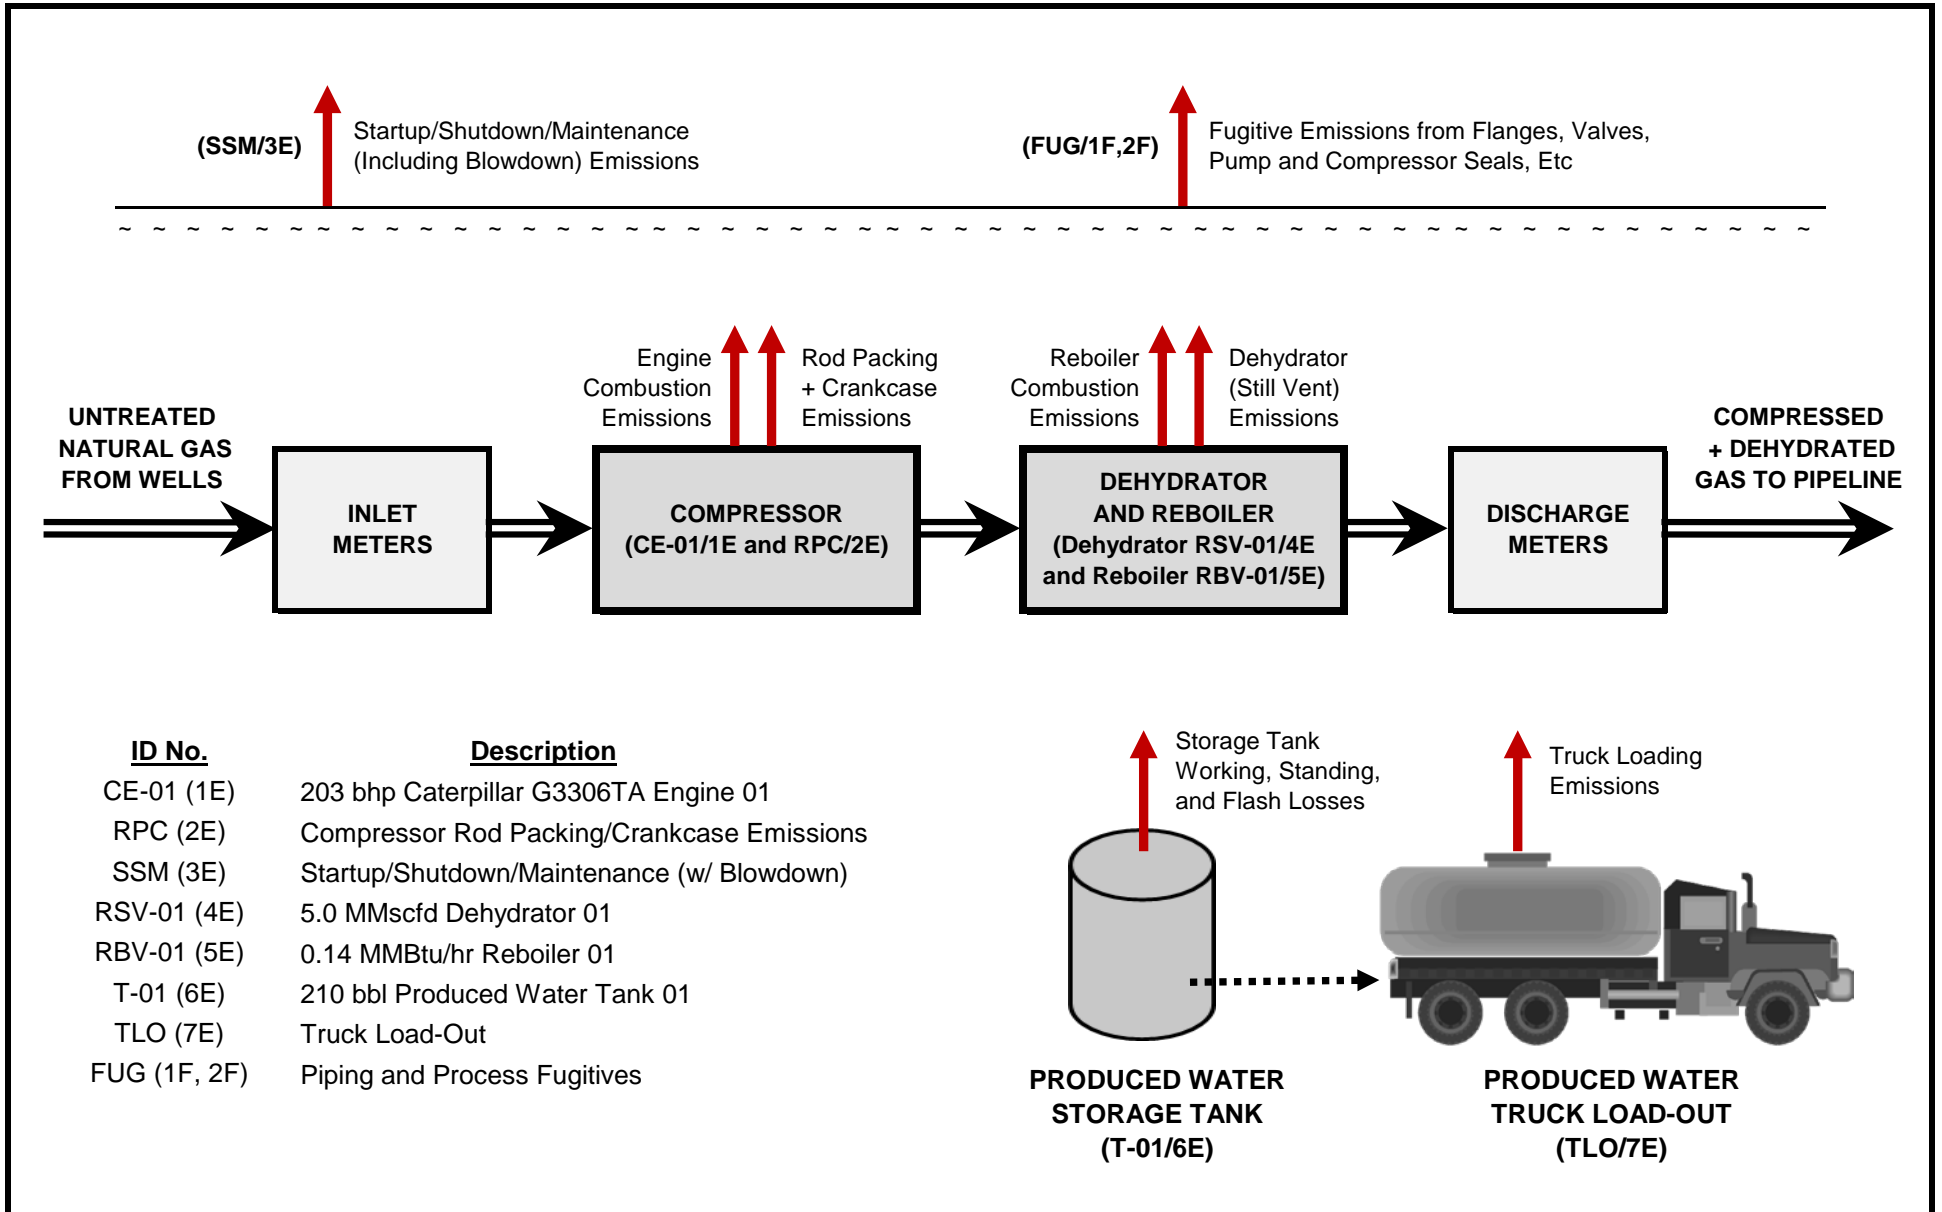 (SSM/3E)
Startup/Shutdown/Maintenance
(Including Blowdown) Emissions
(FUG/1F,2F)
Fugitive Emissions from Flanges, Valves,
Pump and Compressor Seals, Etc
~ ~ ~ ~ ~ ~ ~ ~ ~ ~ ~ ~ ~ ~ ~ ~ ~ ~ ~ ~ ~ ~ ~ ~ ~ ~ ~ ~ ~ ~ ~ ~ ~ ~ ~ ~ ~ ~ ~ ~ ~ ~ ~ ~ ~ ~ ~ ~ ~ ~
Engine
Combustion
Emissions
Rod Packing
+ Crankcase
Emissions
Reboiler
Combustion
Emissions
Dehydrator
(Still Vent)
Emissions
UNTREATED
NATURAL GAS
FROM WELLS
INLET
METERS
COMPRESSOR
(CE-01/1E and RPC/2E)
DEHYDRATOR
AND REBOILER
(Dehydrator RSV-01/4E
and Reboiler RBV-01/5E)
DISCHARGE
METERS
COMPRESSED
+ DEHYDRATED
GAS TO PIPELINE
ID No. Description
CE-01 (1E) 203 bhp Caterpillar G3306TA Engine 01
RPC (2E) Compressor Rod Packing/Crankcase Emissions
SSM (3E) Startup/Shutdown/Maintenance (w/ Blowdown)
RSV-01 (4E) 5.0 MMscfd Dehydrator 01
RBV-01 (5E) 0.14 MMBtu/hr Reboiler 01
T-01 (6E) 210 bbl Produced Water Tank 01
TLO (7E) Truck Load-Out
FUG (1F, 2F) Piping and Process Fugitives
Storage Tank
Working, Standing,
and Flash Losses
Truck Loading
Emissions
PRODUCED WATER
STORAGE TANK
(T-01/6E)
PRODUCED WATER
TRUCK LOAD-OUT
(TLO/7E)